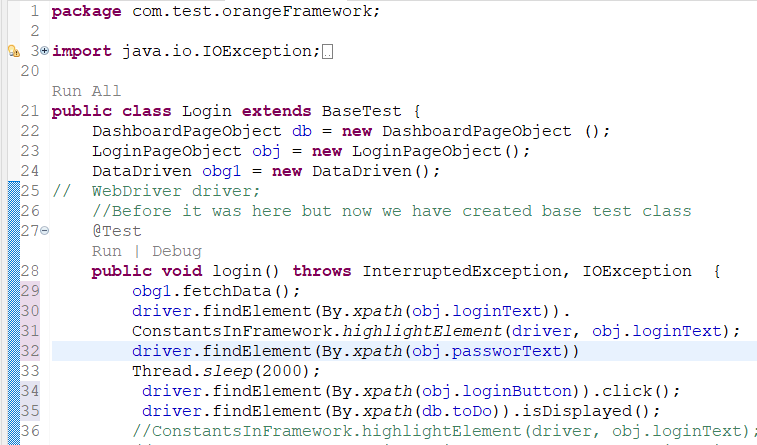 1 package com.test.orangeFramework;
2
3 import java.io.IOException;
20
Run All
21 public class Login extends BaseTest {
22 DashboardPageObject db = new DashboardPageObject ();
23 LoginPageObject obj = new LoginPageObject();
24 DataDriven obg1 = new DataDriven();
25 // WebDriver driver;
26 //Before it was here but now we have created base test class
27 @Test
Run | Debug
28 public void login() throws InterruptedException, IOException {
29 obg1.fetchData();
30 driver.findElement(By.xpath(obj.loginText)).
31 ConstantsInFramework.highlightElement(driver, obj.loginText);
32 driver.findElement(By.xpath(obj.passworText))
33 Thread.sleep(2000);
34 driver.findElement(By.xpath(obj.loginButton)).click();
35 driver.findElement(By.xpath(db.toDo)).isDisplayed();
36 //ConstantsInFramework.highlightElement(driver, obj.loginText);